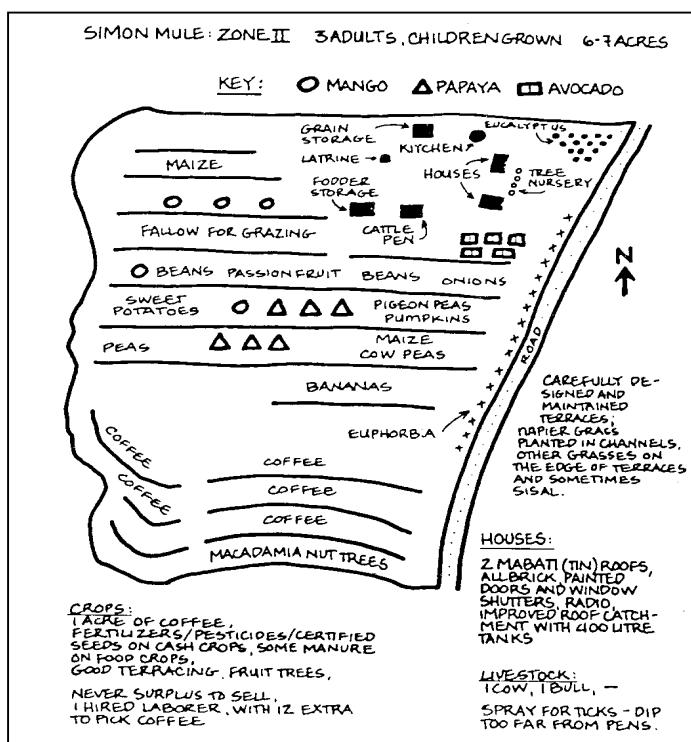 SIMON MULE: ZONE II 3 ADULTS, CHILDREN GROWN 6-7 ACRES
KEY: MANGO PAPAYA AVOCADO
GRAIN
STORAGE
KITCHEN
EUCALYPTUS
LATRINE
HOUSES
TREE
NURSERY
FODDER
STORAGE
CATTLE
PEN
MAIZE
FALLOW FOR GRAZING
BEANS PASSION FRUIT BEANS ONIONS
SWEET
POTATOES
PIGEON PEAS
PUMPKINS
PEAS
MAIZE
COW PEAS
BANANAS
EUPHORBIA
ROAD
N
COFFEE
COFFEE
COFFEE
COFFEE
COFFEE
MACADAMIA NUT TREES
CAREFULLY DE-
SIGNED AND
MAINTAINED
TERRACES;
NAPIER GRASS
PLANTED IN CHANNELS,
OTHER GRASSES ON
THE EDGE OF TERRACES
AND SOMETIMES
SISAL.
HOUSES:
2 MABATI (TIN) ROOFS,
ALL BRICK, PAINTED
DOORS AND WINDOW
SHUTTERS, RADIO,
IMPROVED ROOF CATCH-
MENT WITH 400 LITRE
TANKS
LIVESTOCK:
1 COW, 1 BULL, —
SPRAY FOR TICKS - DIP
TOO FAR FROM PENS.
CROPS:
1 ACRE OF COFFEE,
FERTILIZERS/PESTICIDES/CERTIFIED
SEEDS ON CASH CROPS, SOME MANURE
ON FOOD CROPS,
GOOD TERRACING, FRUIT TREES,
NEVER SURPLUS TO SELL,
1 HIRED LABORER, WITH 12 EXTRA
TO PICK COFFEE